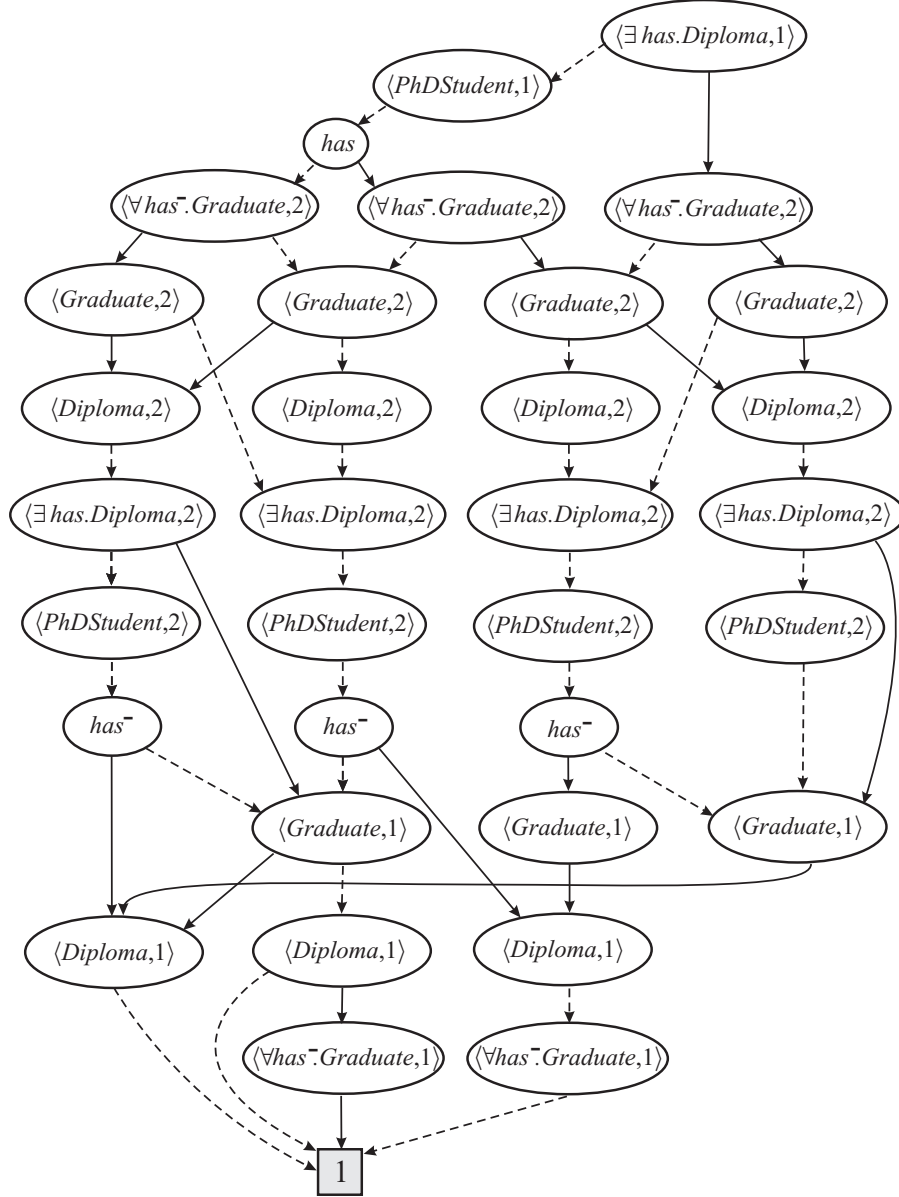 ⟨∃ has.Diploma,1⟩
⟨PhDStudent,1⟩
has
⟨∀ has⁻.Graduate,2⟩ ⟨∀ has⁻.Graduate,2⟩ ⟨∀ has⁻.Graduate,2⟩
⟨Graduate,2⟩ ⟨Graduate,2⟩ ⟨Graduate,2⟩ ⟨Graduate,2⟩
⟨Diploma,2⟩ ⟨Diploma,2⟩ ⟨Diploma,2⟩ ⟨Diploma,2⟩
⟨∃ has.Diploma,2⟩ ⟨∃ has.Diploma,2⟩ ⟨∃ has.Diploma,2⟩ ⟨∃ has.Diploma,2⟩
⟨PhDStudent,2⟩ ⟨PhDStudent,2⟩ ⟨PhDStudent,2⟩ ⟨PhDStudent,2⟩
has⁻ has⁻ has⁻
⟨Graduate,1⟩ ⟨Graduate,1⟩ ⟨Graduate,1⟩
⟨Diploma,1⟩ ⟨Diploma,1⟩ ⟨Diploma,1⟩
⟨∀has⁻.Graduate,1⟩ ⟨∀has⁻.Graduate,1⟩
1